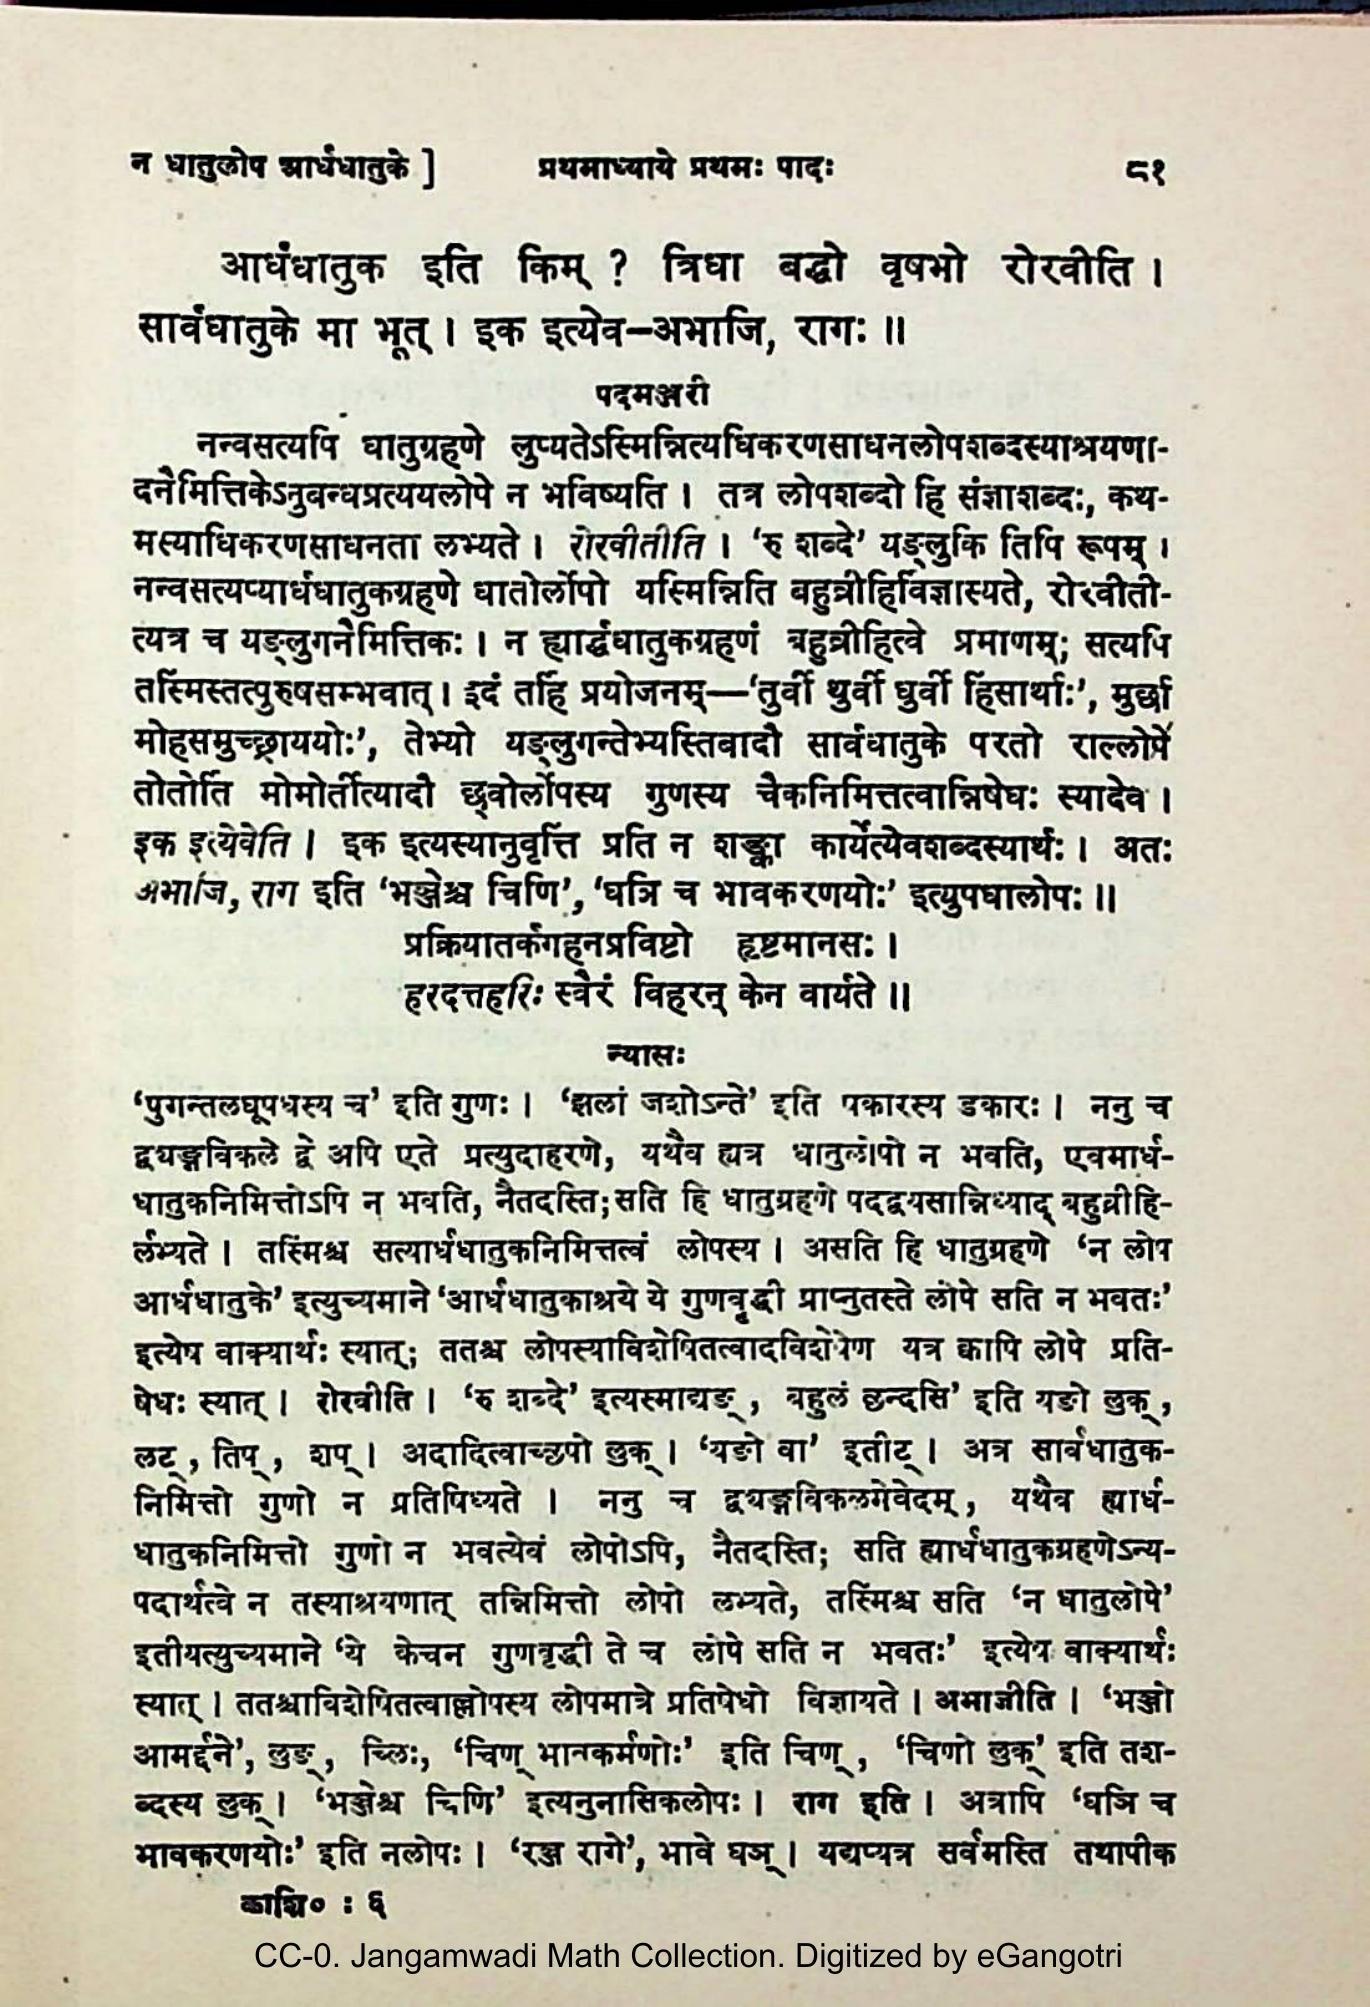 न धातुलोप आर्धधातुके ] प्रथमाध्याये प्रथमः पादः ८१
आर्धधातुक इति किम् ? त्रिधा बद्धो वृषभो रोरवीति ।
सार्वधातुके मा भूत् । इक इत्येव—अभाजि, रागः ॥
पदमञ्जरी
नन्वसत्यपि धातुग्रहणे लुप्यतेऽस्मिन्नित्यधिकरणसाधनलोपशब्दस्याश्रयणा-
दनैमित्तिकेऽनुबन्धप्रत्ययलोपे न भविष्यति । तत्र लोपशब्दो हि संज्ञाशब्दः, कथ-
मस्याधिकरणसाधनता लभ्यते । रोरवीतीति । ‘रु शब्दे’ यङ्लुकि तिपि रूपम् ।
नन्वसत्यप्यार्धधातुकग्रहणे धातोर्लोपो यस्मिन्निति बहुव्रीहिर्विज्ञास्यते, रोरवीती-
त्यत्र च यङ्लुगनैमित्तिकः । न ह्यार्द्धधातुकग्रहणं बहुव्रीहित्वे प्रमाणम्; सत्यपि
तस्मिंस्तत्पुरुषसम्भवात् । इदं तर्हि प्रयोजनम्—‘तुर्वी थुर्वी धुर्वी हिंसार्थाः’, मुर्छा
मोहसमुच्छ्राययोः’, तेभ्यो यङ्लुगन्तेभ्यस्तिबादौ सार्वधातुके परतो राल्लोपे
तोतोर्ति मोमोर्तीत्यादौ छ्वोर्लोपस्य गुणस्य चैकनिमित्तत्वान्निषेधः स्यादेव ।
इक इत्येवेति । इक इत्यस्यानुवृत्तिं प्रति न शङ्का कार्येत्येवशब्दस्यार्थः । अतः
अभाजि, राग इति ‘भञ्जेश्च चिणि’, ‘घञि च भावकरणयोः’ इत्युपधालोपः ॥
प्रक्रियातर्कगहनप्रविष्टो हृष्टमानसः ।
हरदत्तहरिः स्वैरं विहरन् केन वार्यते ॥
न्यासः
‘पुगन्तलघूपधस्य च’ इति गुणः । ‘झलां जशोऽन्ते’ इति षकारस्य डकारः । ननु च
द्व्यङ्गविकले द्वे अपि एते प्रत्युदाहरणे, यथैव ह्यत्र धातुलोपो न भवति, एवमार्ध-
धातुकनिमित्तोऽपि न भवति, नैतदस्ति; सति हि धातुग्रहणे पदद्वयसान्निध्याद् बहुव्रीहि-
र्लभ्यते । तस्मिंश्च सत्यार्धधातुकनिमित्तत्वं लोपस्य । असति हि धातुग्रहणे ‘न लोप
आर्धधातुके’ इत्युच्यमाने ‘आर्धधातुकाश्रये ये गुणवृद्धी प्राप्नुतस्ते लोपे सति न भवतः’
इत्येष वाक्यार्थः स्यात्; ततश्च लोपस्याविशेषितत्वादविशेषेण यत्र क्वापि लोपे प्रति-
षेधः स्यात् । रोरवीति । ‘रु शब्दे’ इत्यस्माद्यङ् , बहुलं छन्दसि’ इति यङो लुक् ,
लट् , तिप् , शप् । अदादित्वाच्छपो लुक् । ‘यङो वा’ इतीट् । अत्र सार्वधातुक-
निमित्तो गुणो न प्रतिषिध्यते । ननु च द्व्यङ्गविकलमेवेदम् , यथैव ह्यार्ध-
धातुकनिमित्तो गुणो न भवत्येवं लोपोऽपि, नैतदस्ति; सति ह्यार्धधातुकग्रहणेऽन्य-
पदार्थत्वे न तस्याश्रयणात् तन्निमित्तो लोपो लभ्यते, तस्मिंश्च सति ‘न धातुलोपे’
इतीयत्युच्यमाने ‘ये केचन गुणवृद्धी ते च लोपे सति न भवतः’ इत्येष वाक्यार्थः
स्यात् । ततश्चाविशेषितत्वाल्लोपस्य लोपमात्रे प्रतिषेधो विज्ञायते । अभाजीति । ‘भञ्जो
आमर्द्दने’, लुङ् , च्लिः, ‘चिण् भावकर्मणोः’ इति चिण् , ‘चिणो लुक्’ इति तश-
ब्दस्य लुक् । ‘भञ्जेश्च चिणि’ इत्यनुनासिकलोपः । राग इति । अत्रापि ‘घञि च
भावकरणयोः’ इति नलोपः । ‘रञ्ज रागे’, भावे घञ् । यद्यप्यत्र सर्वमस्ति तथापीक
काशि० : ६
CC-0. Jangamwadi Math Collection. Digitized by eGangotri